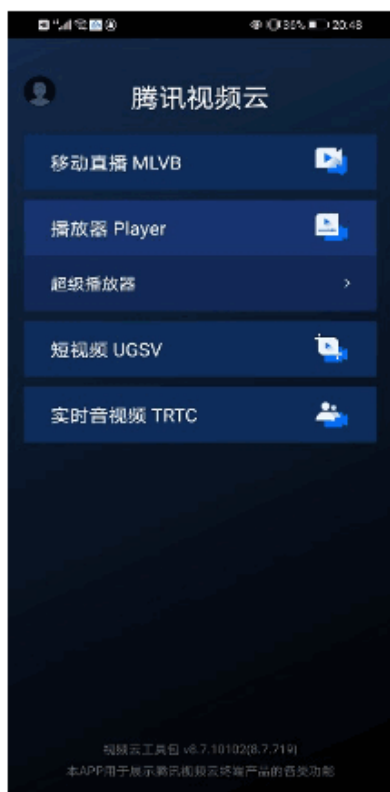 36% 20:48
腾讯视频云
移动直播 MLVB
播放器 Player
超级播放器
短视频 UGSV
实时音视频 TRTC
视频云工具包 v8.7.10102(8.7.719)
本APP用于展示腾讯视频云终端产品的各类功能